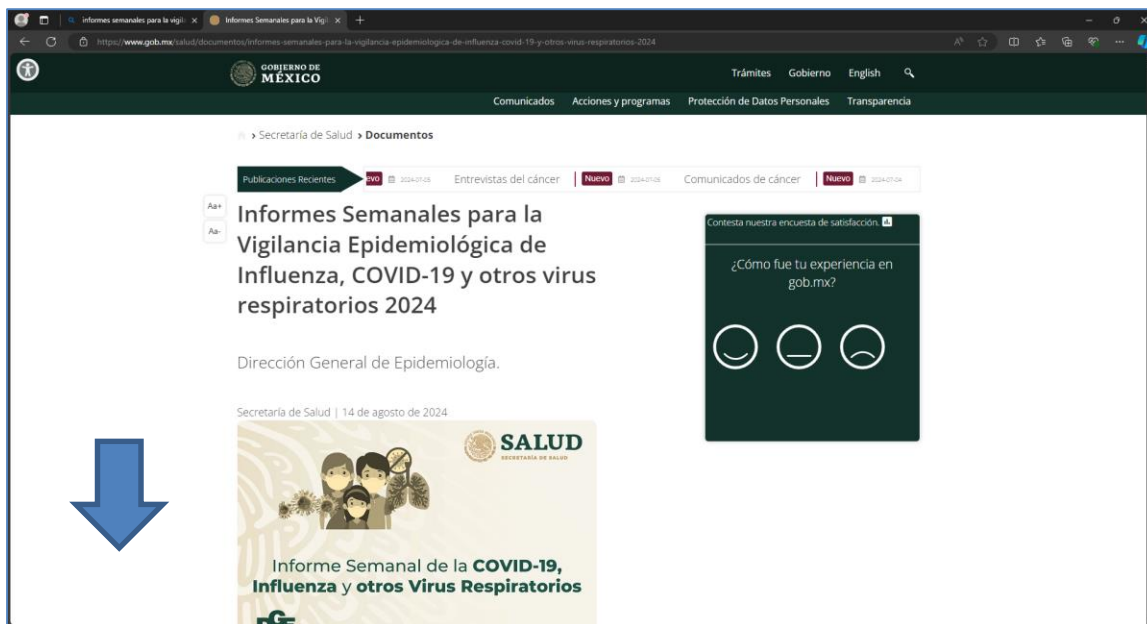 informes semanales para la vigil
Informes Semanales para la Vigil
https://www.gob.mx/salud/documentos/informes-semanales-para-la-vigilancia-epidemiologica-de-influenza-covid-19-y-otros-virus-respiratorios-2024
GOBIERNO DE
MÉXICO
Trámites Gobierno English
Comunicados Acciones y programas Protección de Datos Personales Transparencia
> Secretaría de Salud > Documentos
Publicaciones Recientes evo Entrevistas del cáncer Nuevo Comunicados de cáncer Nuevo
Aa+
Aa-
Informes Semanales para la
Vigilancia Epidemiológica de
Influenza, COVID-19 y otros virus
respiratorios 2024
Dirección General de Epidemiología.
Secretaría de Salud | 14 de agosto de 2024
SALUD
SECRETARÍA DE SALUD
Informe Semanal de la COVID-19,
Influenza y otros Virus Respiratorios
Contesta nuestra encuesta de satisfacción.
¿Cómo fue tu experiencia en
gob.mx?